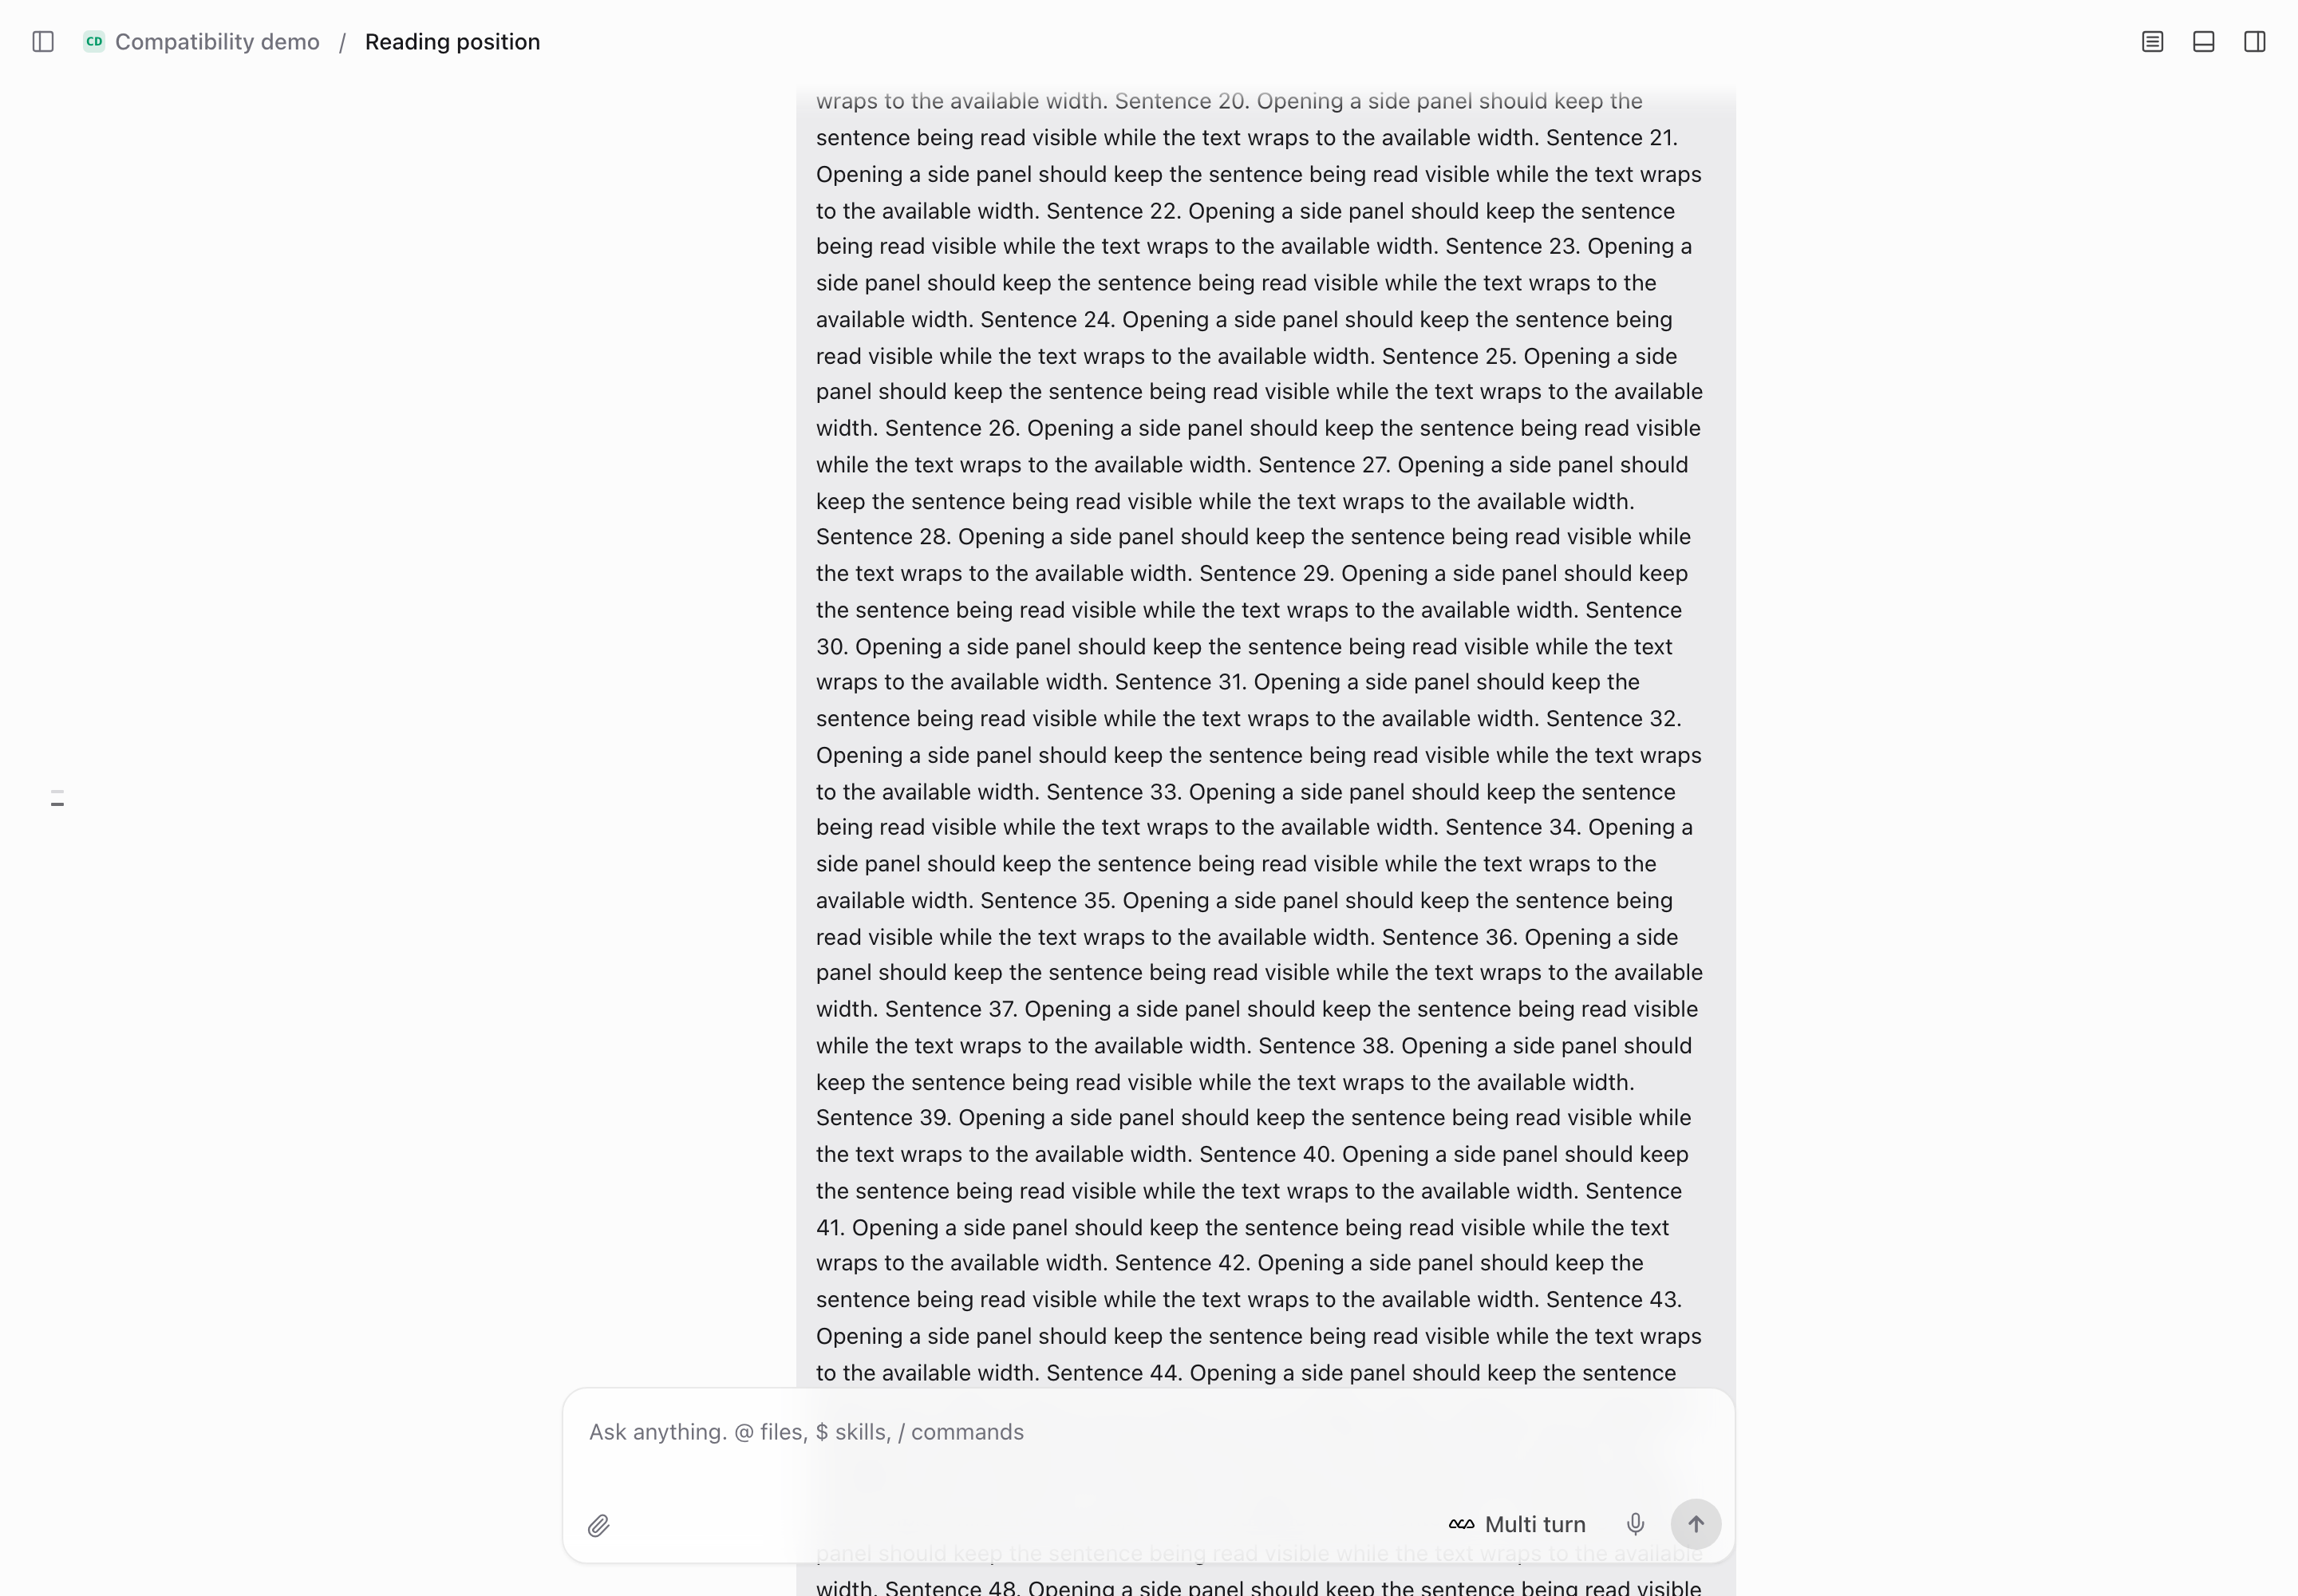 CD Compatibility demo / Reading position
wraps to the available width. Sentence 20. Opening a side panel should keep the
sentence being read visible while the text wraps to the available width. Sentence 21.
Opening a side panel should keep the sentence being read visible while the text wraps
to the available width. Sentence 22. Opening a side panel should keep the sentence
being read visible while the text wraps to the available width. Sentence 23. Opening a
side panel should keep the sentence being read visible while the text wraps to the
available width. Sentence 24. Opening a side panel should keep the sentence being
read visible while the text wraps to the available width. Sentence 25. Opening a side
panel should keep the sentence being read visible while the text wraps to the available
width. Sentence 26. Opening a side panel should keep the sentence being read visible
while the text wraps to the available width. Sentence 27. Opening a side panel should
keep the sentence being read visible while the text wraps to the available width.
Sentence 28. Opening a side panel should keep the sentence being read visible while
the text wraps to the available width. Sentence 29. Opening a side panel should keep
the sentence being read visible while the text wraps to the available width. Sentence
30. Opening a side panel should keep the sentence being read visible while the text
wraps to the available width. Sentence 31. Opening a side panel should keep the
sentence being read visible while the text wraps to the available width. Sentence 32.
Opening a side panel should keep the sentence being read visible while the text wraps
to the available width. Sentence 33. Opening a side panel should keep the sentence
being read visible while the text wraps to the available width. Sentence 34. Opening a
side panel should keep the sentence being read visible while the text wraps to the
available width. Sentence 35. Opening a side panel should keep the sentence being
read visible while the text wraps to the available width. Sentence 36. Opening a side
panel should keep the sentence being read visible while the text wraps to the available
width. Sentence 37. Opening a side panel should keep the sentence being read visible
while the text wraps to the available width. Sentence 38. Opening a side panel should
keep the sentence being read visible while the text wraps to the available width.
Sentence 39. Opening a side panel should keep the sentence being read visible while
the text wraps to the available width. Sentence 40. Opening a side panel should keep
the sentence being read visible while the text wraps to the available width. Sentence
41. Opening a side panel should keep the sentence being read visible while the text
wraps to the available width. Sentence 42. Opening a side panel should keep the
sentence being read visible while the text wraps to the available width. Sentence 43.
Opening a side panel should keep the sentence being read visible while the text wraps
to the available width. Sentence 44. Opening a side panel should keep the sentence
Ask anything. @ files, $ skills, / commands
Multi turn
panel should keep the sentence being read visible while the text wraps to the available
width. Sentence 48. Opening a side panel should keep the sentence being read visible